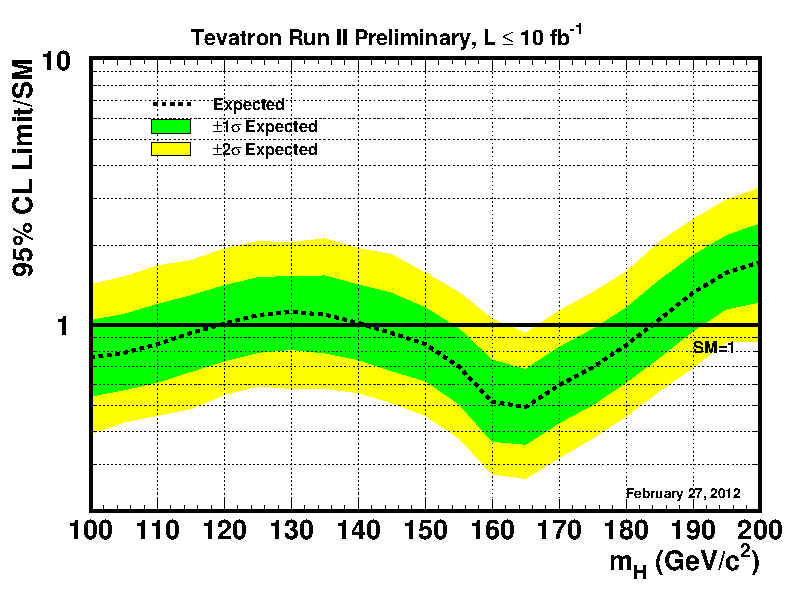 Tevatron Run II Preliminary, L ≤ 10 fb⁻¹
95% CL Limit/SM
10
1
Expected
±1σ Expected
±2σ Expected
SM=1
February 27, 2012
100 110 120 130 140 150 160 170 180 190 200
m_H (GeV/c²)